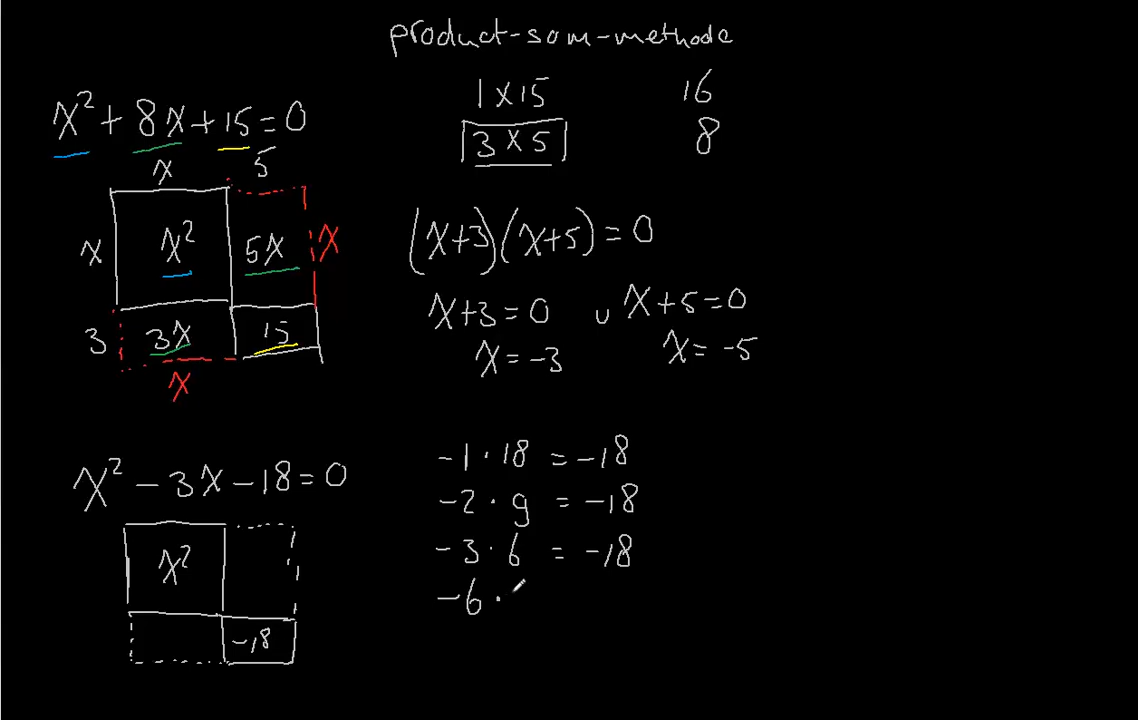 product-som-methode
x² + 8x + 15 = 0
1 x 15 16
3 x 5 8
x 5
x x² 5x x
3 3x 15
x
(x+3)(x+5) = 0
x+3 = 0 ∪ x+5 = 0
x = -3 x = -5
x² - 3x - 18 = 0
x²
-18
-1 · 18 = -18
-2 · 9 = -18
-3 · 6 = -18
-6 ·